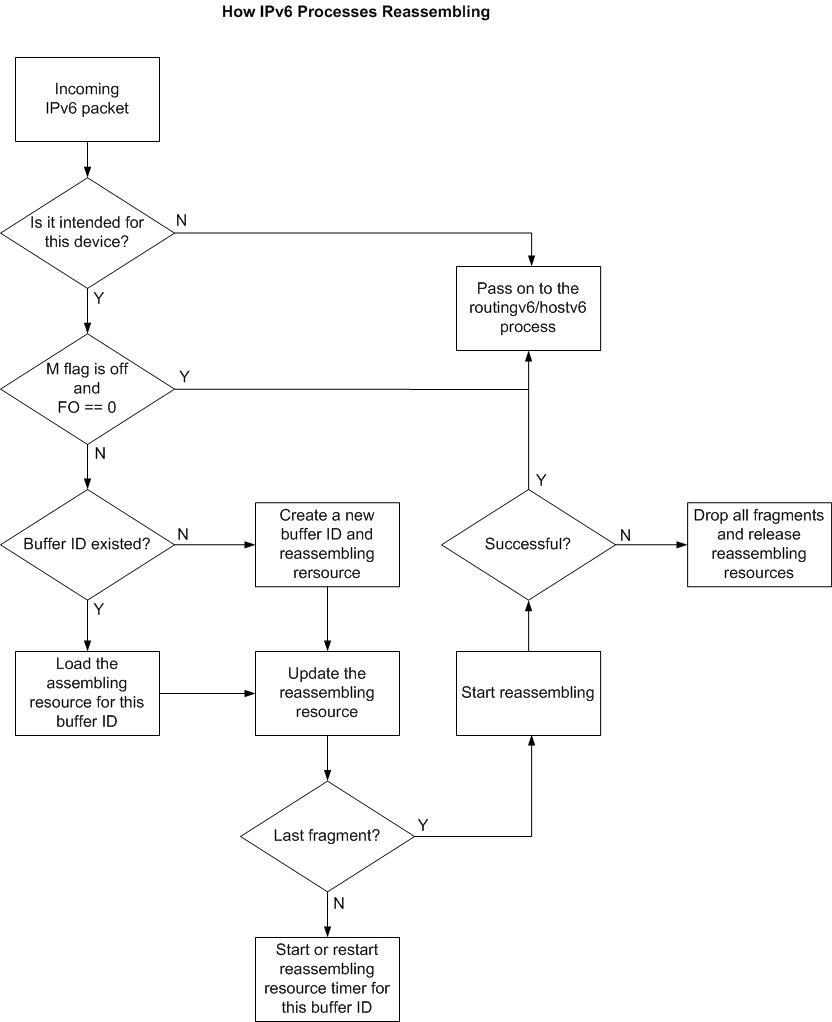 How IPv6 Processes Reassembling
Incoming
IPv6 packet
Is it intended for
this device?
N
Y
Pass on to the
routingv6/hostv6
process
M flag is off
and
FO == 0
Y
N
Buffer ID existed?
N
Y
Create a new
buffer ID and
reassembling
rersource
Y
Successful?
N
Drop all fragments
and release
reassembling
resources
Load the
assembling
resource for this
buffer ID
Update the
reassembling
resource
Start reassembling
Last fragment?
Y
N
Start or restart
reassembling
resource timer for
this buffer ID